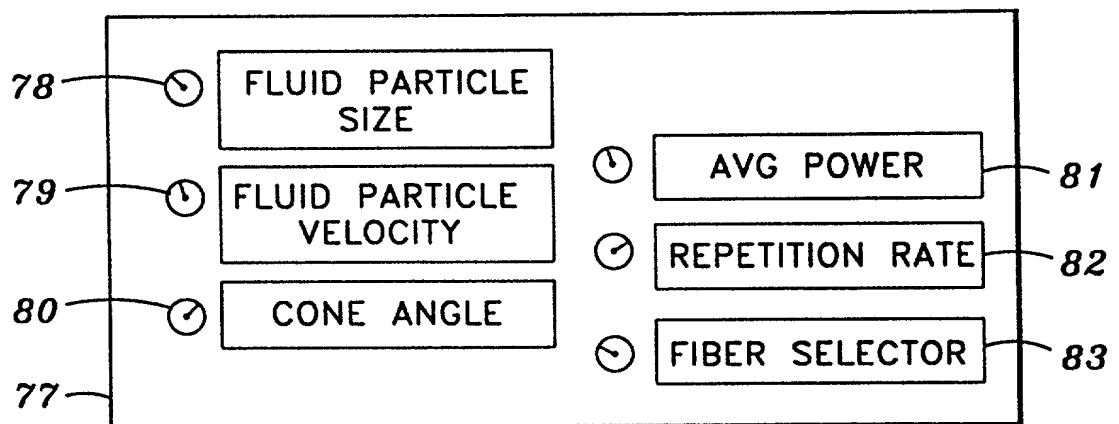 78
FLUID PARTICLE
SIZE
79
FLUID PARTICLE
VELOCITY
80
CONE ANGLE
77
AVG POWER
81
REPETITION RATE
82
FIBER SELECTOR
83